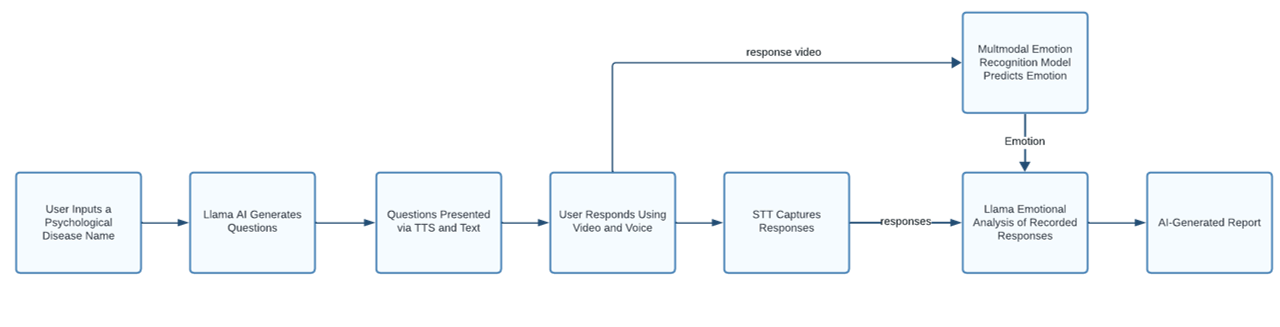 response video
Multmodal Emotion
Recognition Model
Predicts Emotion
Emotion
User Inputs a
Psychological
Disease Name
Llama AI Generates
Questions
Questions Presented
via TTS and Text
User Responds Using
Video and Voice
STT Captures
Responses
responses
Llama Emotional
Analysis of Recorded
Responses
AI-Generated Report